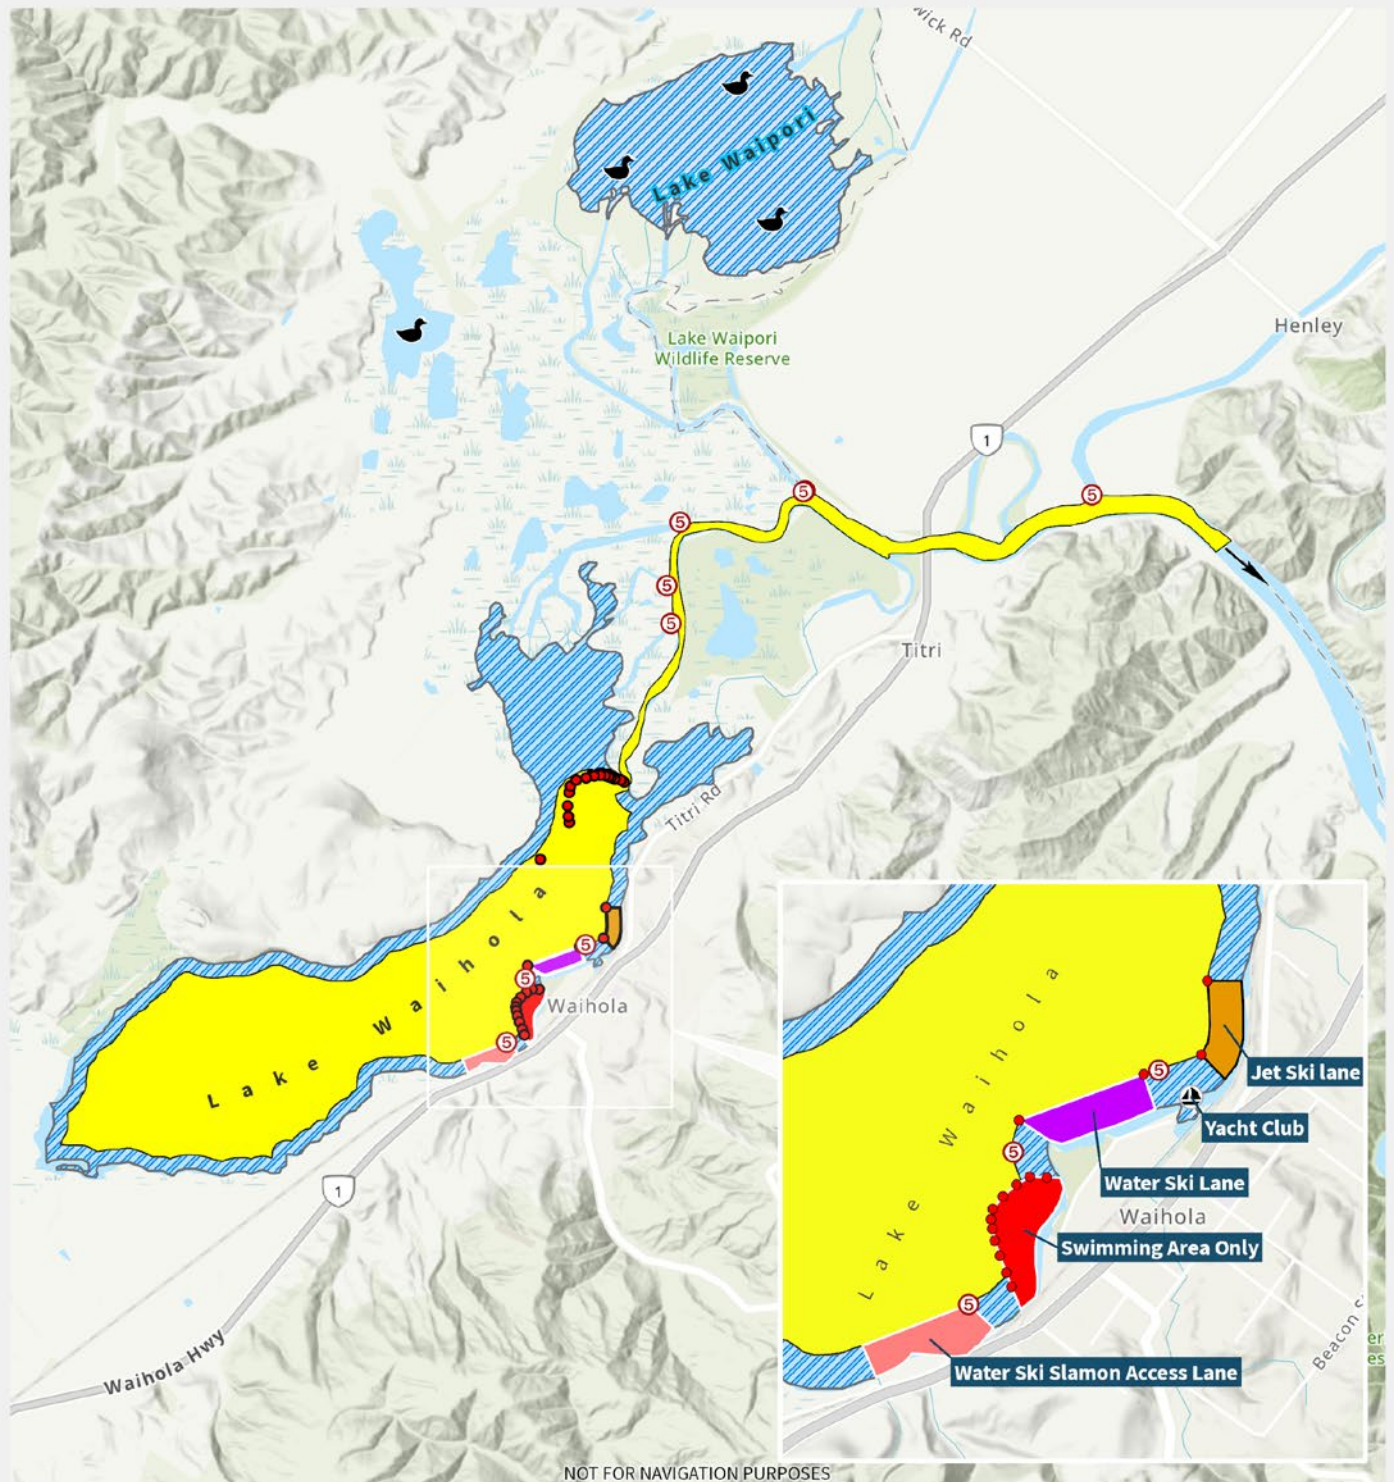 wick Rd
Lake Waipori
Lake Waipori
Wildlife Reserve
Henley
1
5
5
5
5
5
Titri
Titri Rd
Lake Waihola
5
5
5
Waihola
1
Waihola Hwy
Lake Waihola
Jet Ski lane
5
Yacht Club
5
Water Ski Lane
Waihola
Swimming Area Only
5
Water Ski Slamon Access Lane
Beacon S
NOT FOR NAVIGATION PURPOSES